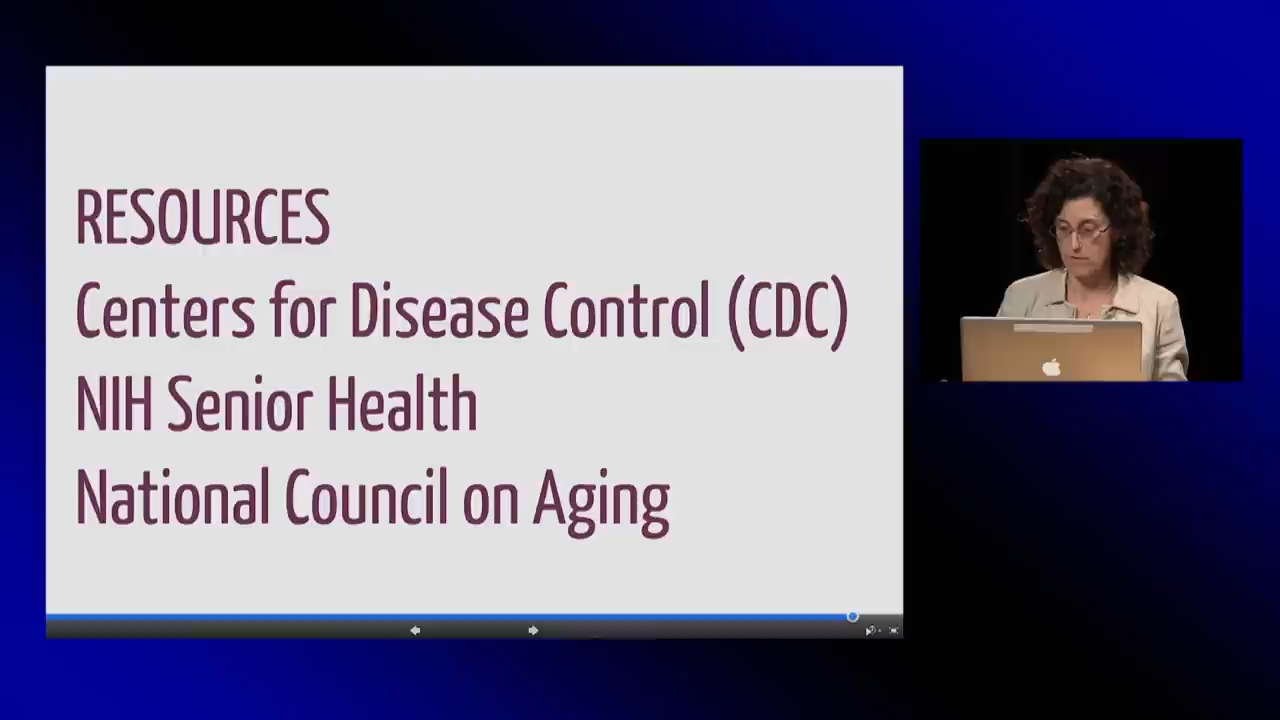 RESOURCES
Centers for Disease Control (CDC)
NIH Senior Health
National Council on Aging